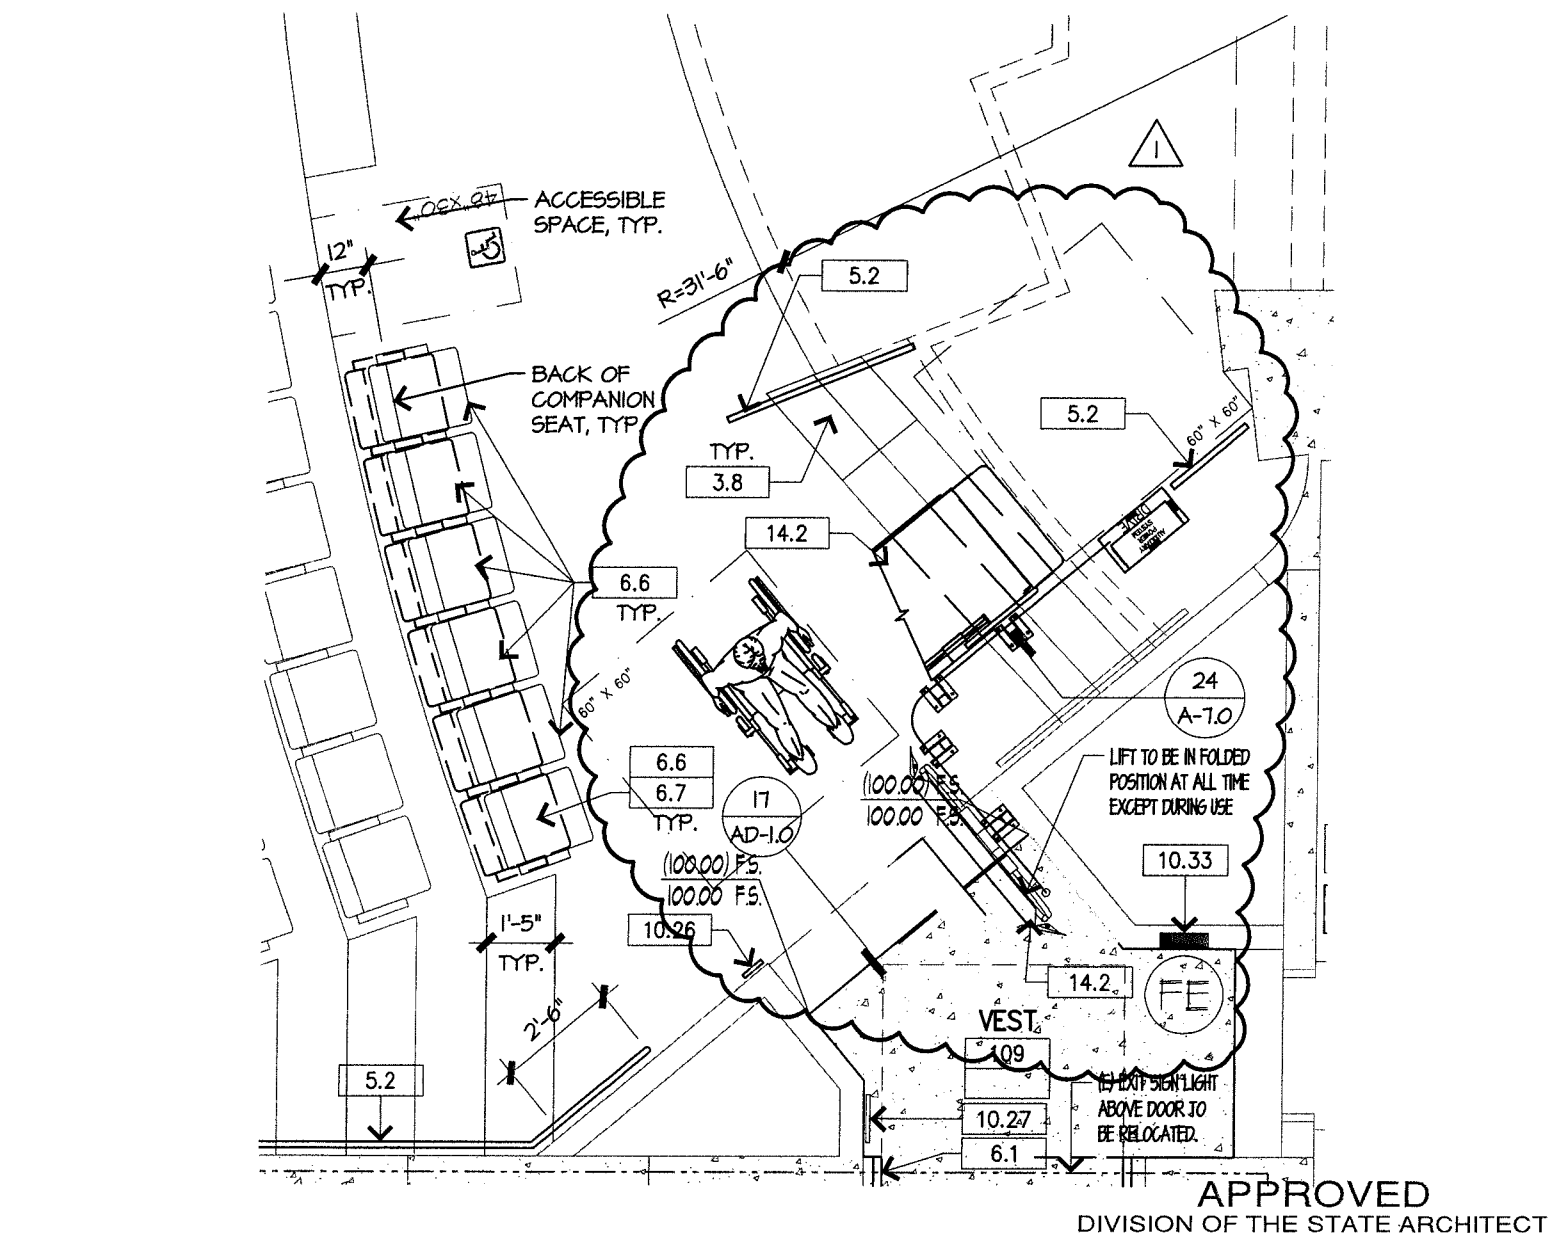 1
48"X30"
ACCESSIBLE
SPACE, TYP.
12"
TYP.
R=31'-6"
5.2
BACK OF
COMPANION
SEAT, TYP.
5.2
60" X 60"
TYP.
3.8
14.2
DRIVE
AUXILIARY
POWER
SYSTEM
6.6
TYP.
60" X 60"
24
A-7.0
LIFT TO BE IN FOLDED
POSITION AT ALL TIME
EXCEPT DURING USE
6.6
6.7
TYP.
17
AD-1.0
(100.00) F.S.
100.00 F.S.
(100.00) F.S.
100.00 F.S.
10.33
10.26
1'-5"
TYP.
14.2
FE
2'-6"
VEST.
109
5.2
(E) EXIT SIGN LIGHT
ABOVE DOOR TO
BE RELOCATED.
10.27
6.1
APPROVED
DIVISION OF THE STATE ARCHITECT